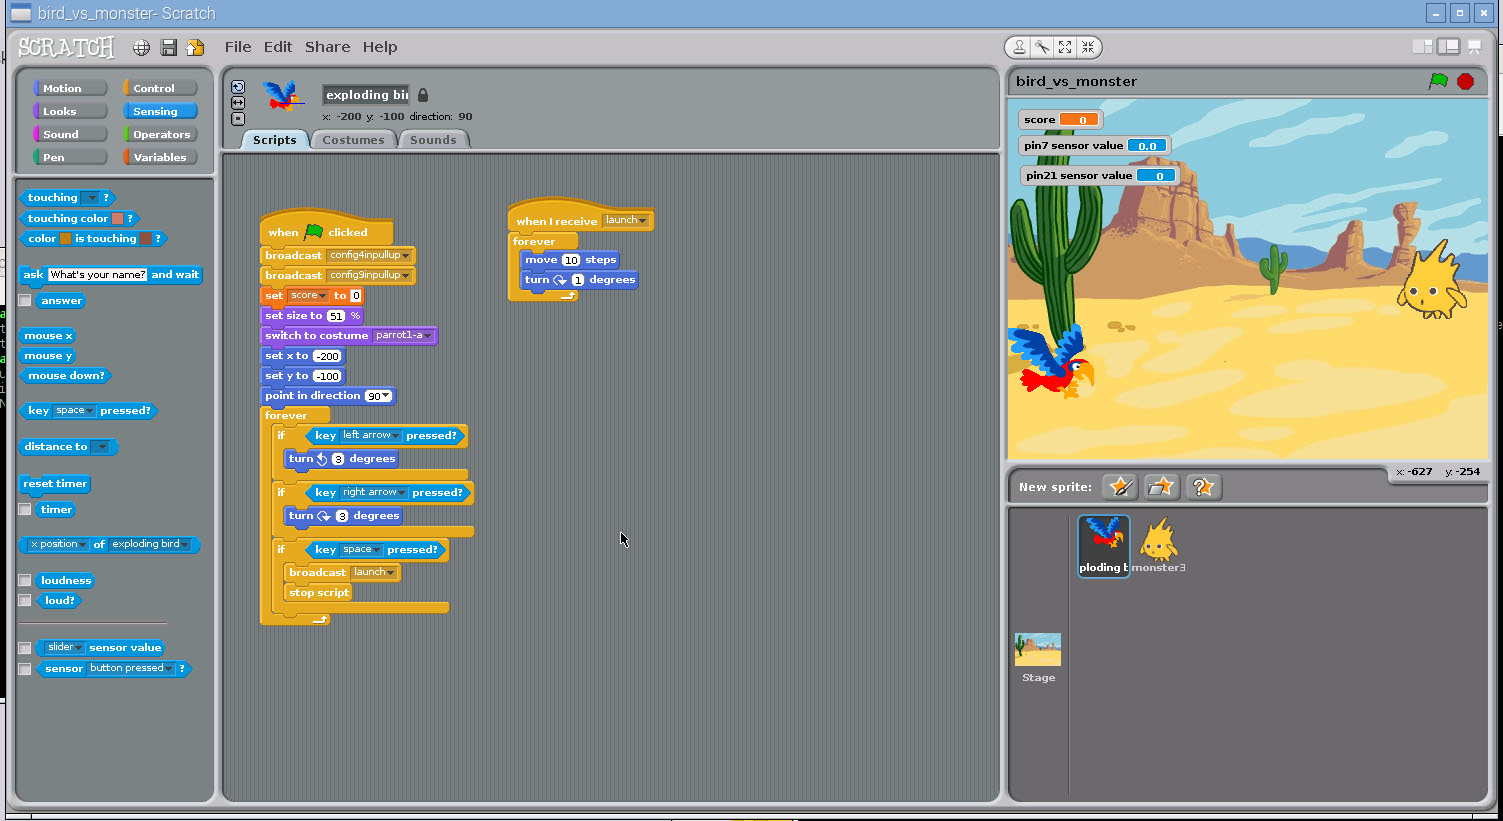 bird_vs_monster- Scratch
SCRATCH File Edit Share Help
Motion Control
Looks Sensing
Sound Operators
Pen Variables
touching ?
touching color ?
color is touching ?
ask What's your name? and wait
answer
mouse x
mouse y
mouse down?
key space pressed?
distance to
reset timer
timer
x position of exploding bird
loudness
loud?
slider sensor value
sensor button pressed ?
exploding bi
x: -200 y: -100 direction: 90
Scripts Costumes Sounds
when clicked
broadcast config4inpullup
broadcast config9inpullup
set score to 0
set size to 51 %
switch to costume parrot1-a
set x to -200
set y to -100
point in direction 90
forever
if key left arrow pressed?
turn 3 degrees
if key right arrow pressed?
turn 3 degrees
if key space pressed?
broadcast launch
stop script
when I receive launch
forever
move 10 steps
turn 1 degrees
bird_vs_monster
score 0
pin7 sensor value 0.0
pin21 sensor value 0
x: -627 y: -254
New sprite:
ploding b monster3
Stage